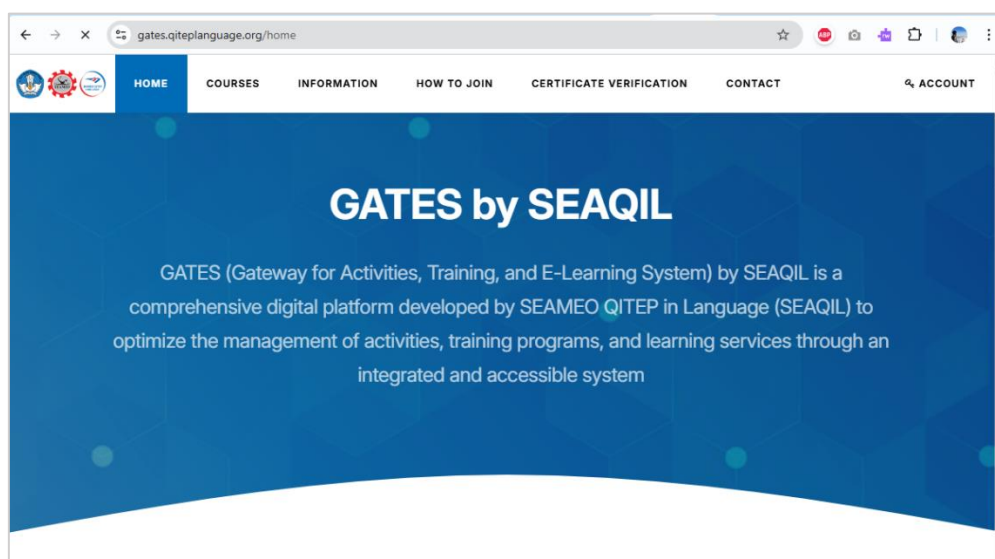 gates.qiteplanguage.org/home
HOME
COURSES
INFORMATION
HOW TO JOIN
CERTIFICATE VERIFICATION
CONTACT
ACCOUNT
GATES by SEAQIL
GATES (Gateway for Activities, Training, and E-Learning System) by SEAQIL is a
comprehensive digital platform developed by SEAMEO QITEP in Language (SEAQIL) to
optimize the management of activities, training programs, and learning services through an
integrated and accessible system